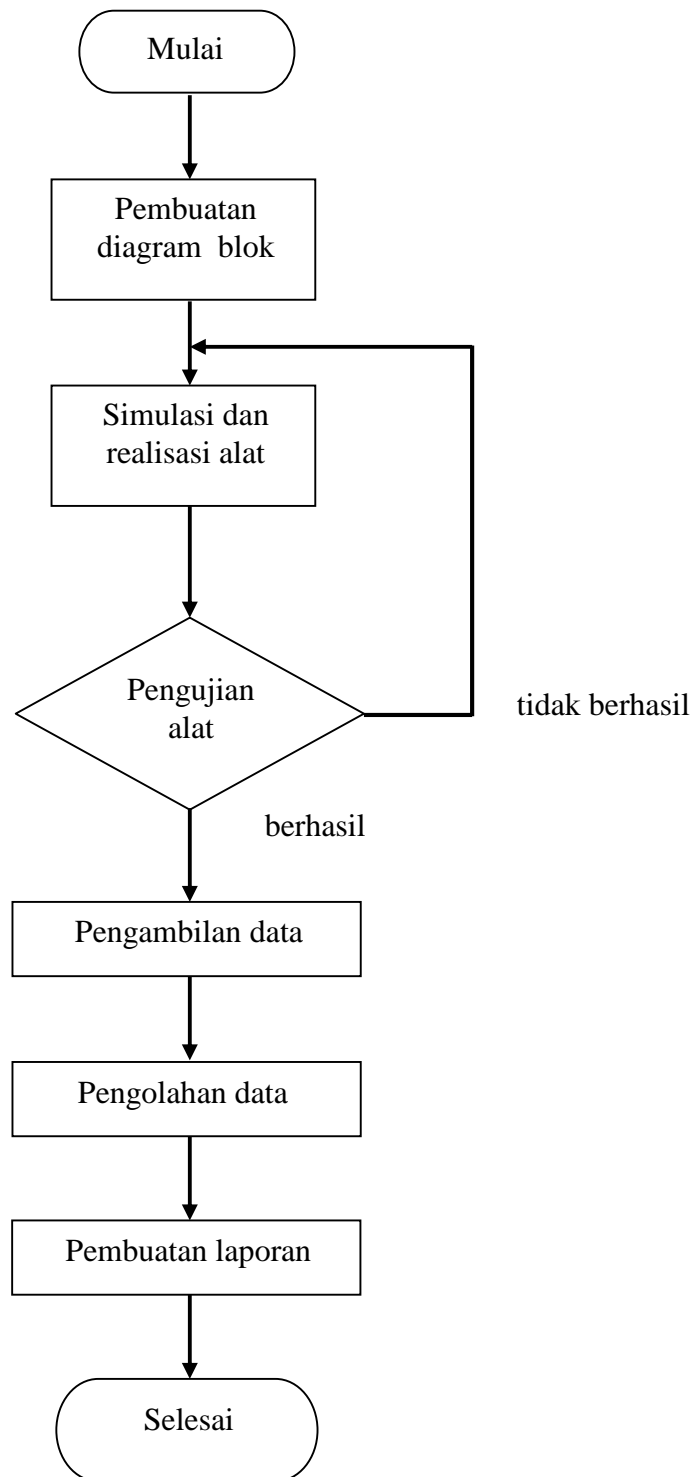 Mulai
Pembuatan
diagram  blok
Simulasi dan
realisasi alat
Pengujian
alat
tidak berhasil
berhasil
Pengambilan data
Pengolahan data
Pembuatan laporan
Selesai